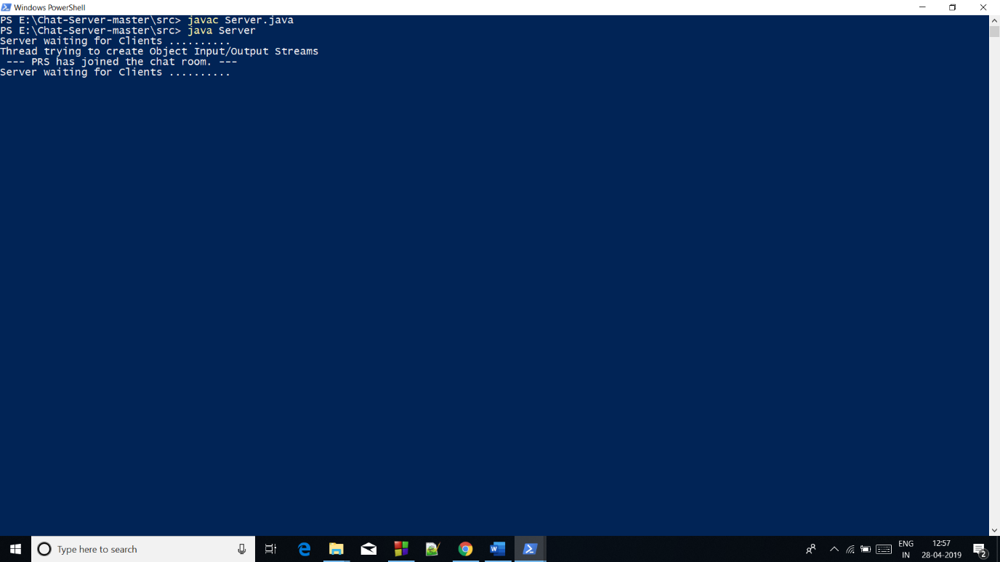 Windows PowerShell
PS E:\Chat-Server-master\src> javac Server.java
PS E:\Chat-Server-master\src> java Server
Server waiting for Clients ..........
Thread trying to create Object Input/Output Streams
 --- PRS has joined the chat room. ---
Server waiting for Clients ..........
Type here to search
ENG
IN
12:57
28-04-2019
2